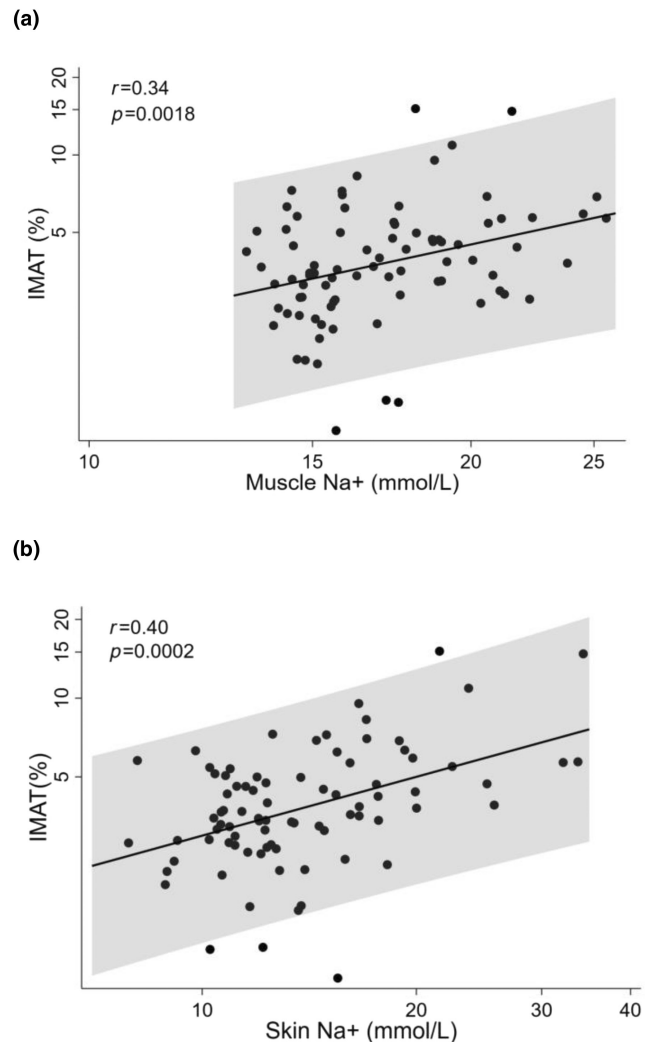 (a)
r=0.34
p=0.0018
20
15
10
5
IMAT (%)
10 15 20 25
Muscle Na+ (mmol/L)
(b)
r=0.40
p=0.0002
20
15
10
5
IMAT(%)
10 20 30 40
Skin Na+ (mmol/L)